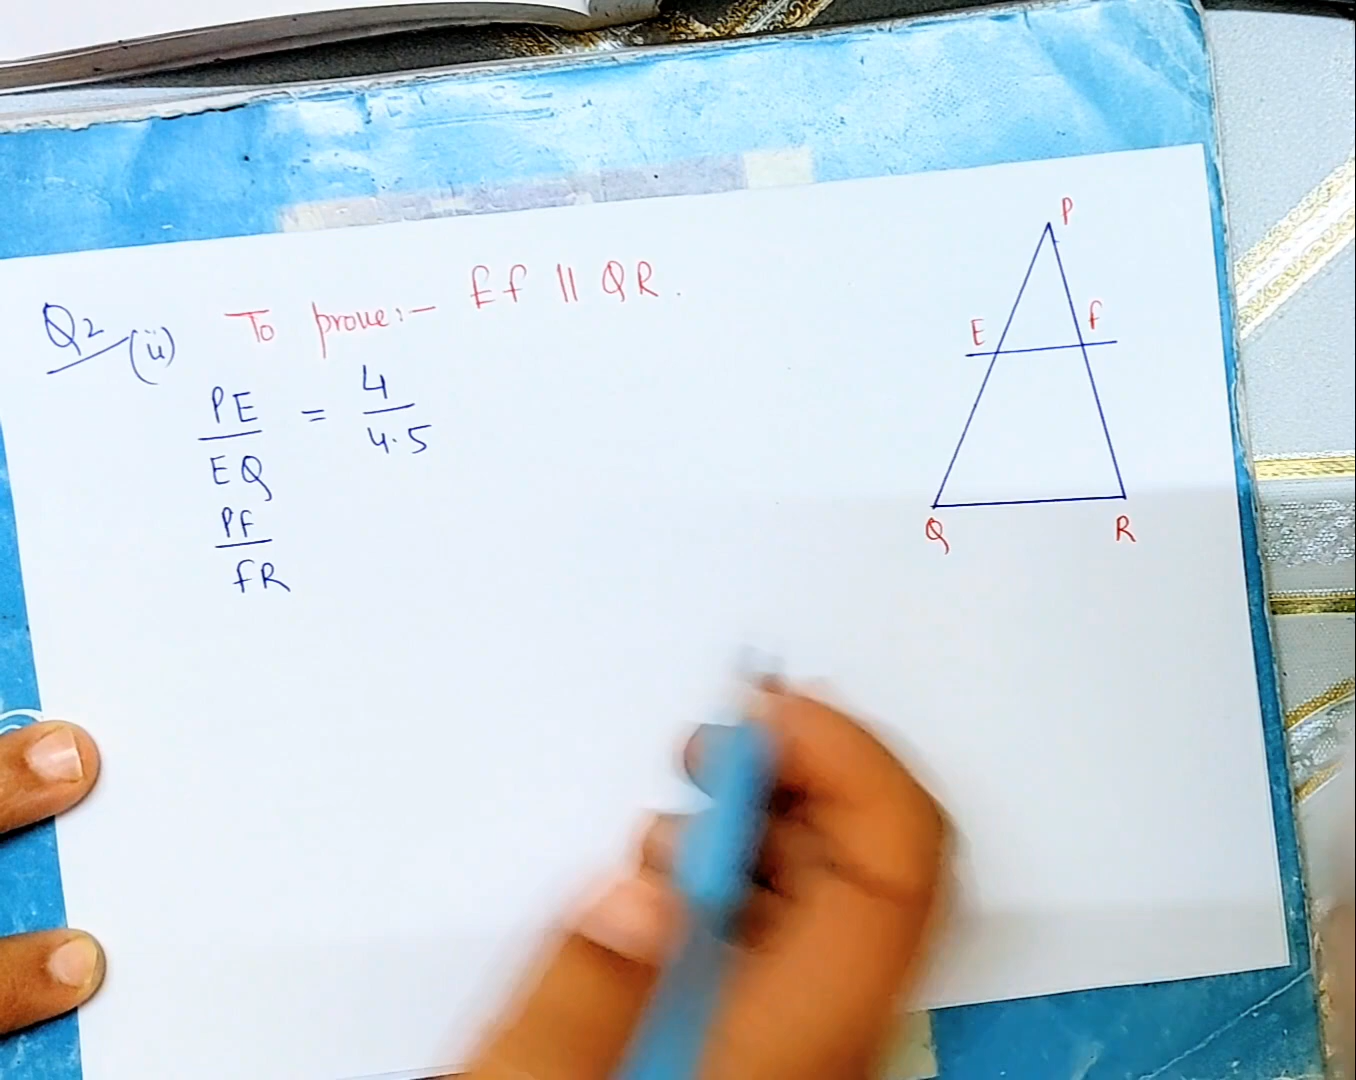 Q2 (ii) To prove:- Ef || QR.
PE / EQ = 4 / 4.5
PF / fR
P
E f
Q R